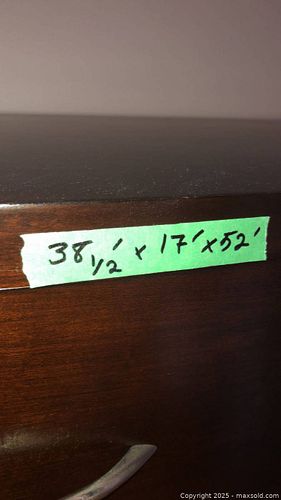 38 1/2' x 17' x 52'
Copyright © 2025 - maxsold.com